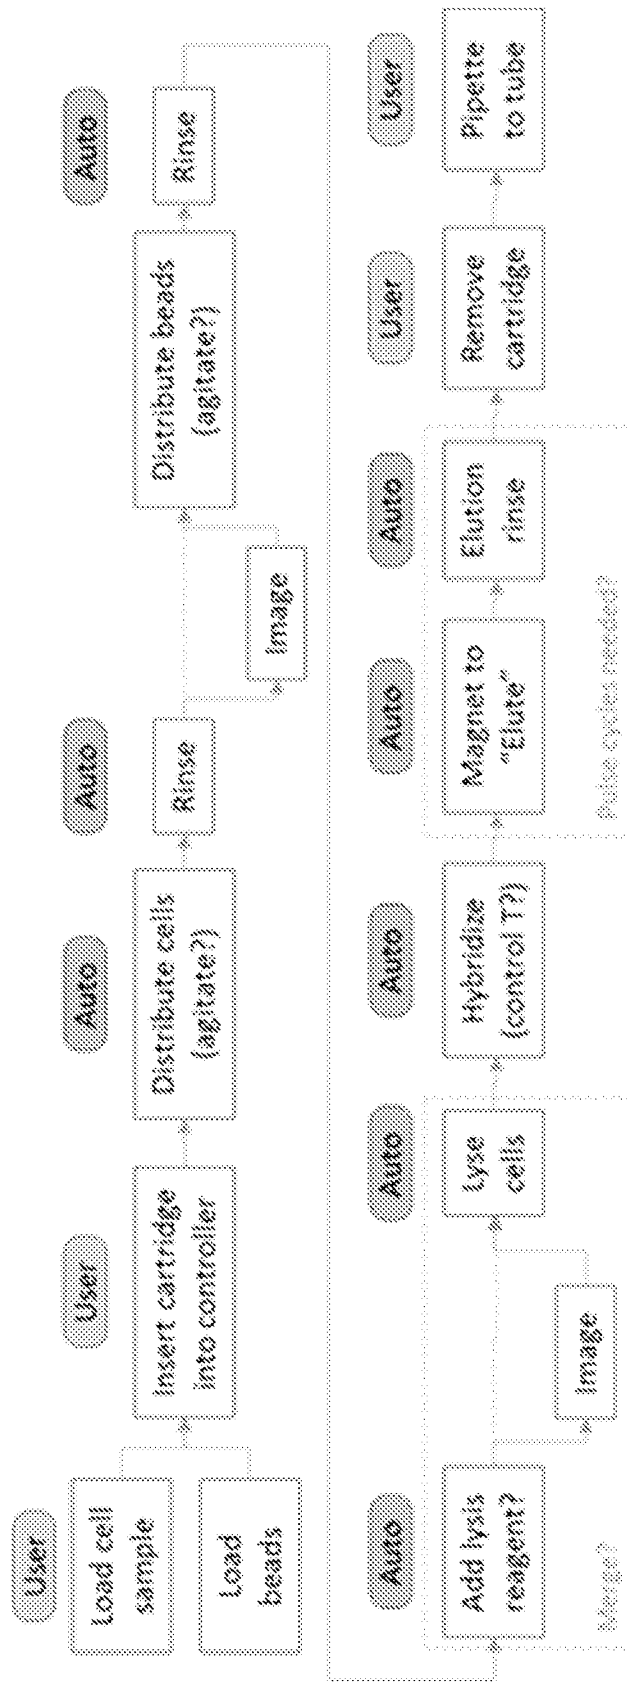 User
Load cell
sample
Load
beads
User
Insert cartridge
into controller
Auto
Distribute cells
(agitate?)
Auto
Rinse
Image
Distribute beads
(agitate?)
Auto
Rinse
Auto
Add lysis
reagent?
Merge?
Image
Auto
Lyse
cells
Auto
Hybridize
(control T?)
Auto
Magnet to
"Elute"
Auto
Elution
rinse
Pulse cycles needed?
User
Remove
cartridge
User
Pipette
to tube